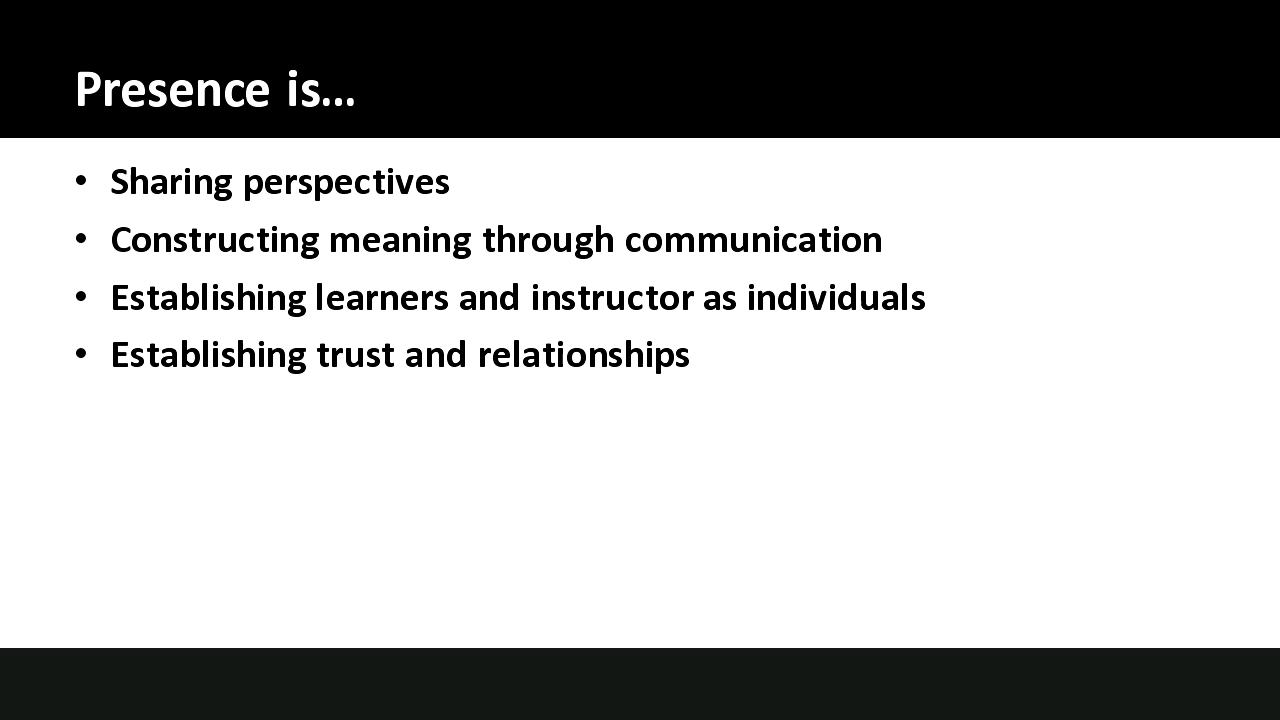 Presence is...
• Sharing perspectives
• Constructing meaning through communication
• Establishing learners and instructor as individuals
• Establishing trust and relationships